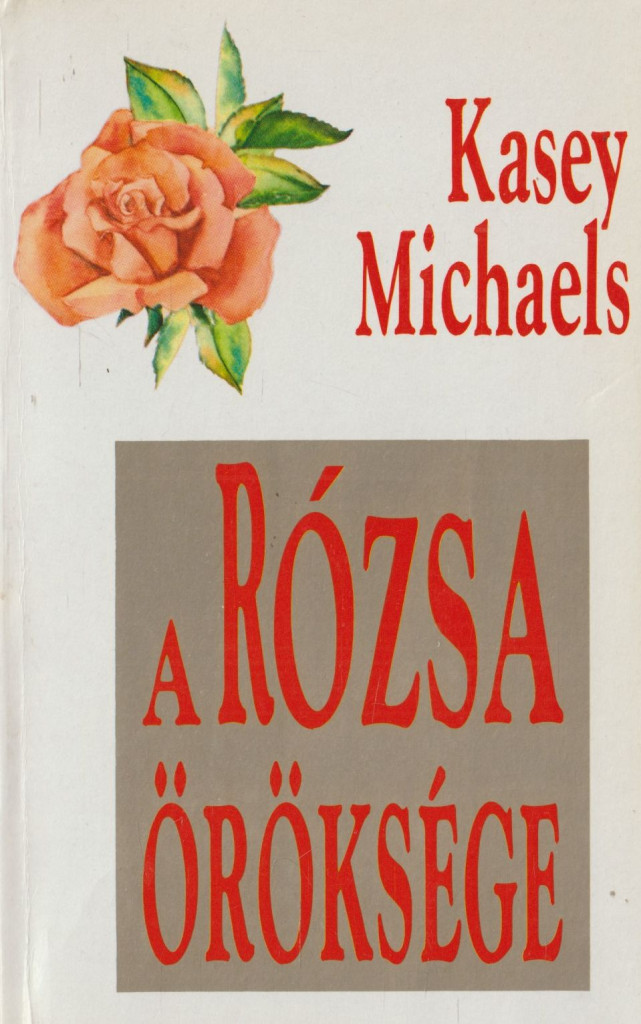 Kasey
Michaels
A RÓZSA
ÖRÖKSÉGE